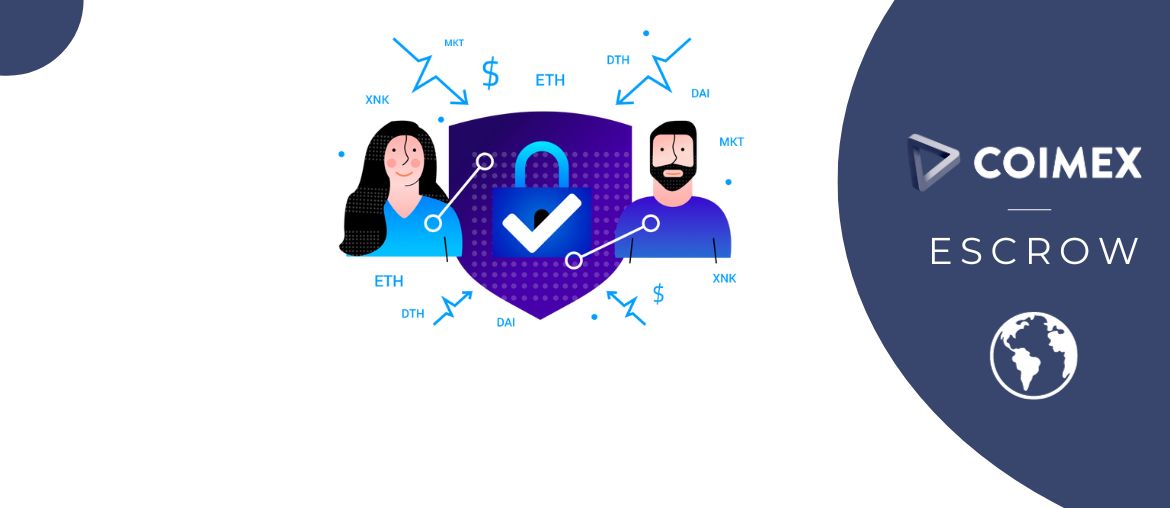 MKT
$
ETH
DTH
XNK
DAI
MKT
COIMEX
ESCROW
ETH
XNK
DTH
$
DAI